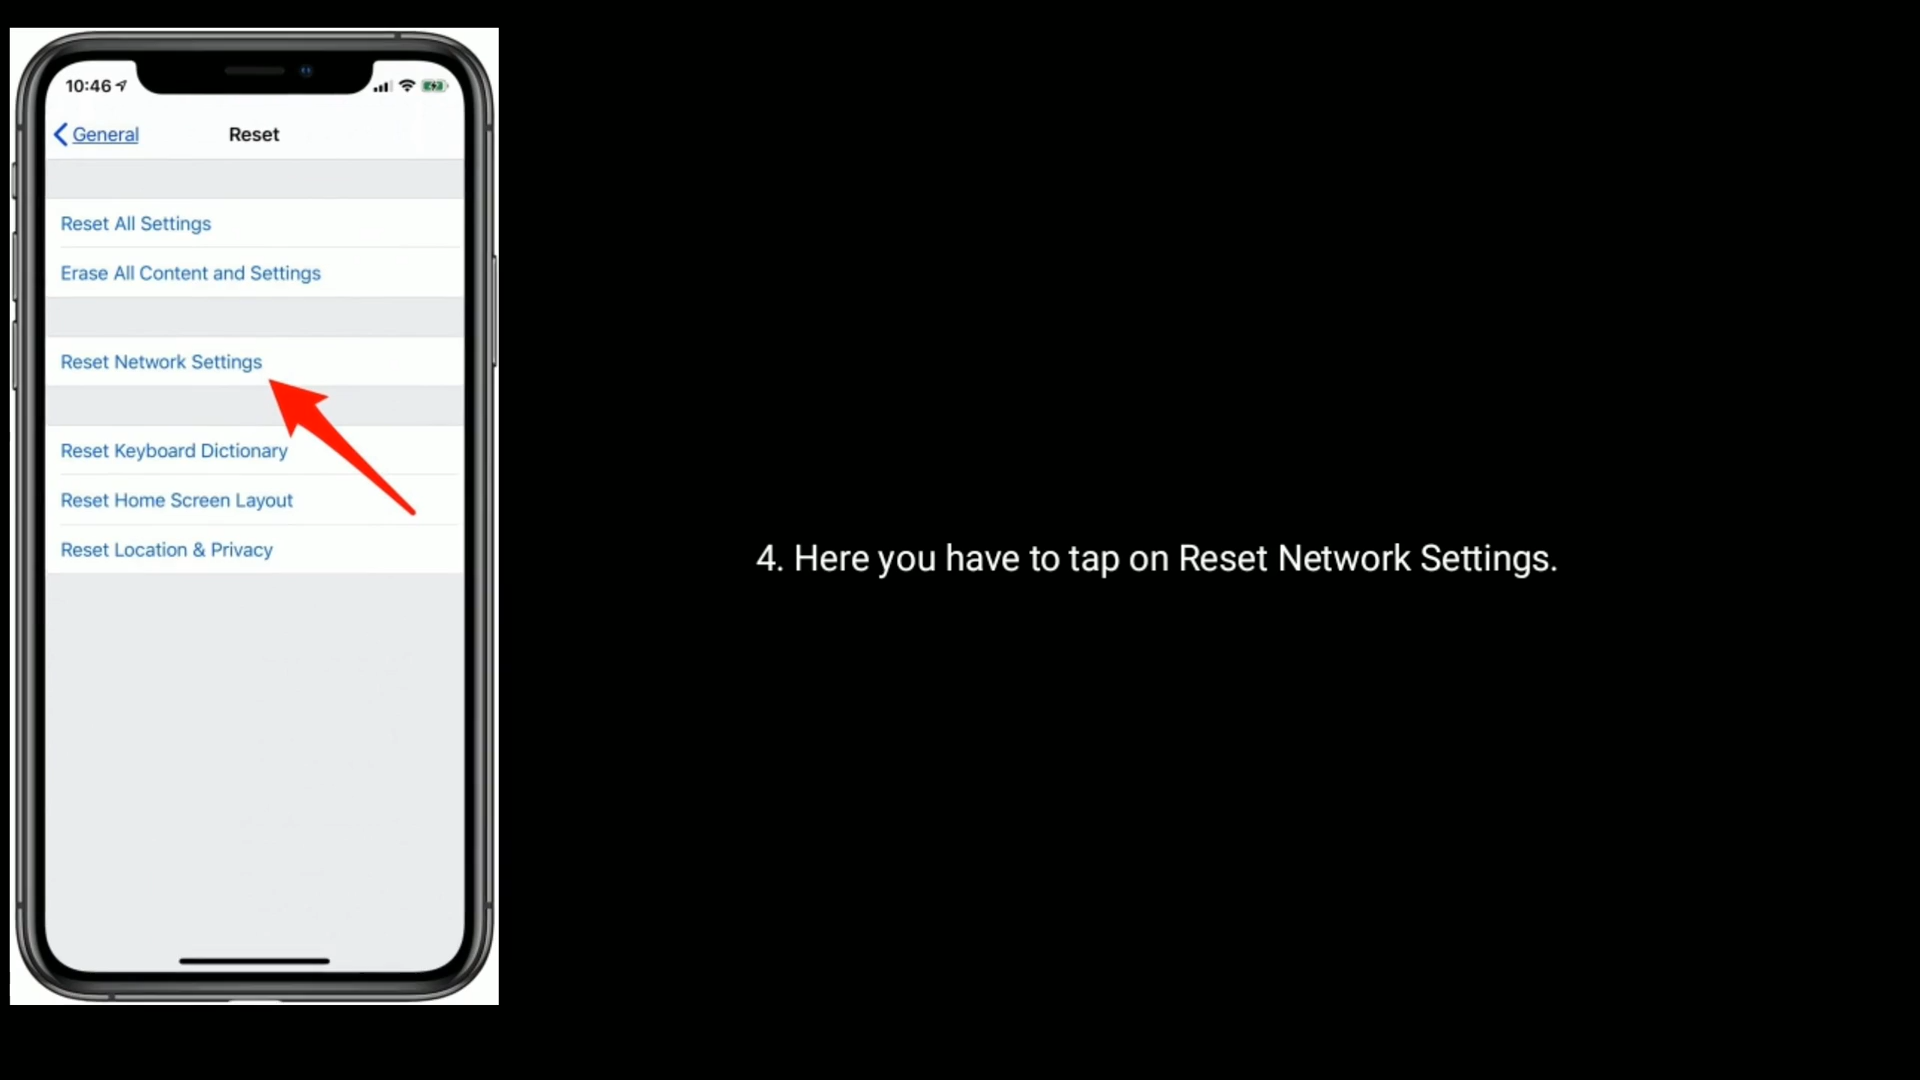 10:46
General
Reset
Reset All Settings
Erase All Content and Settings
Reset Network Settings
Reset Keyboard Dictionary
Reset Home Screen Layout
Reset Location & Privacy
4. Here you have to tap on Reset Network Settings.